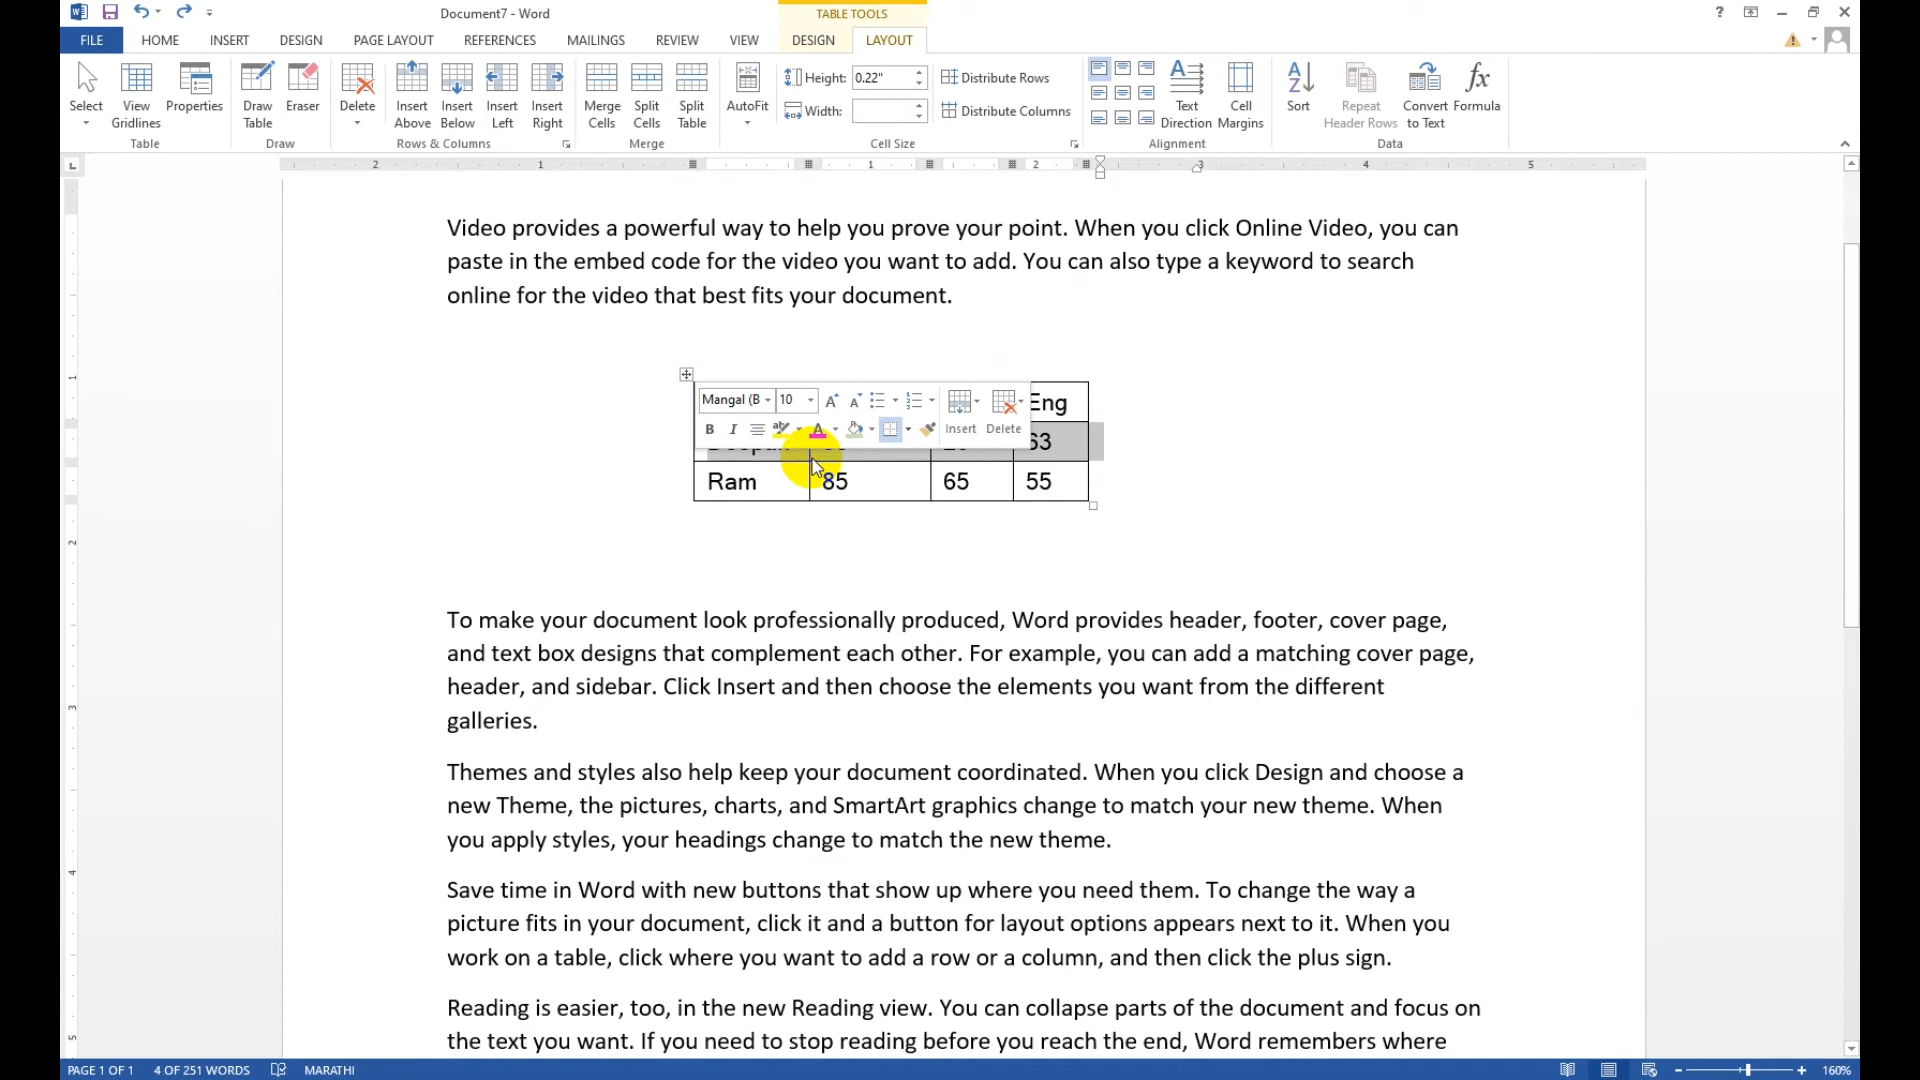 Document7 - Word
TABLE TOOLS
?
FILE HOME INSERT DESIGN PAGE LAYOUT REFERENCES MAILINGS REVIEW VIEW DESIGN LAYOUT
Select
View Gridlines
Properties
Table
Draw Table
Eraser
Draw
Delete
Insert Above
Insert Below
Insert Left
Insert Right
Rows & Columns
Merge Cells
Split Cells
Split Table
Merge
AutoFit
Height: 0.22"
Width:
Distribute Rows
Distribute Columns
Cell Size
Text Direction
Cell Margins
Alignment
Sort
Repeat Header Rows
Convert to Text
Formula
Data
2 1 1 2 3 4 5
Video provides a powerful way to help you prove your point. When you click Online Video, you can
paste in the embed code for the video you want to add. You can also type a keyword to search
online for the video that best fits your document.
Mangal (B 10
Insert Delete
Eng
63
Ram 85 65 55
To make your document look professionally produced, Word provides header, footer, cover page,
and text box designs that complement each other. For example, you can add a matching cover page,
header, and sidebar. Click Insert and then choose the elements you want from the different
galleries.
Themes and styles also help keep your document coordinated. When you click Design and choose a
new Theme, the pictures, charts, and SmartArt graphics change to match your new theme. When
you apply styles, your headings change to match the new theme.
Save time in Word with new buttons that show up where you need them. To change the way a
picture fits in your document, click it and a button for layout options appears next to it. When you
work on a table, click where you want to add a row or a column, and then click the plus sign.
Reading is easier, too, in the new Reading view. You can collapse parts of the document and focus on
the text you want. If you need to stop reading before you reach the end, Word remembers where
1
2
3
4
5
PAGE 1 OF 1 4 OF 251 WORDS MARATHI 160%